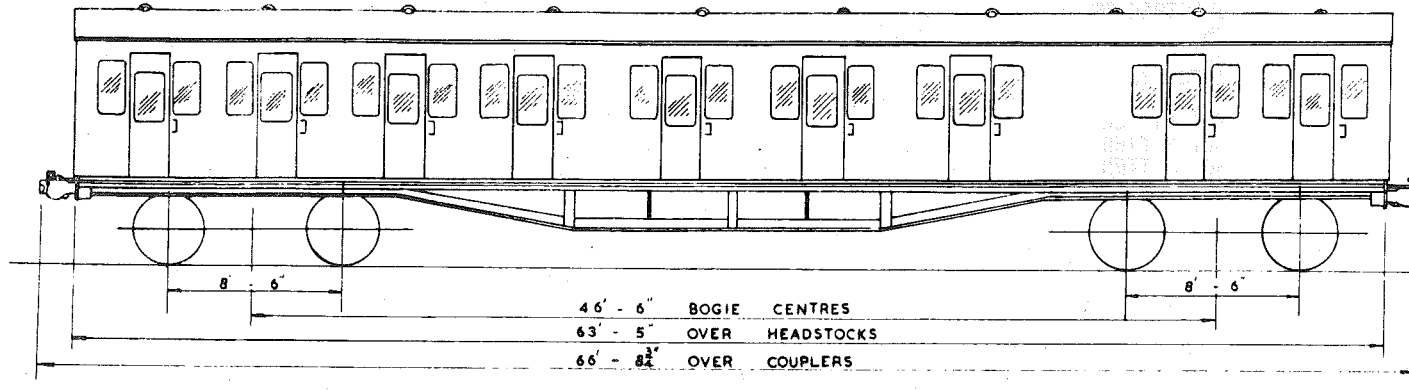 8' - 6"
8' - 6"
46' - 6" BOGIE CENTRES
63' - 5" OVER HEADSTOCKS
66' - 8¾" OVER COUPLERS